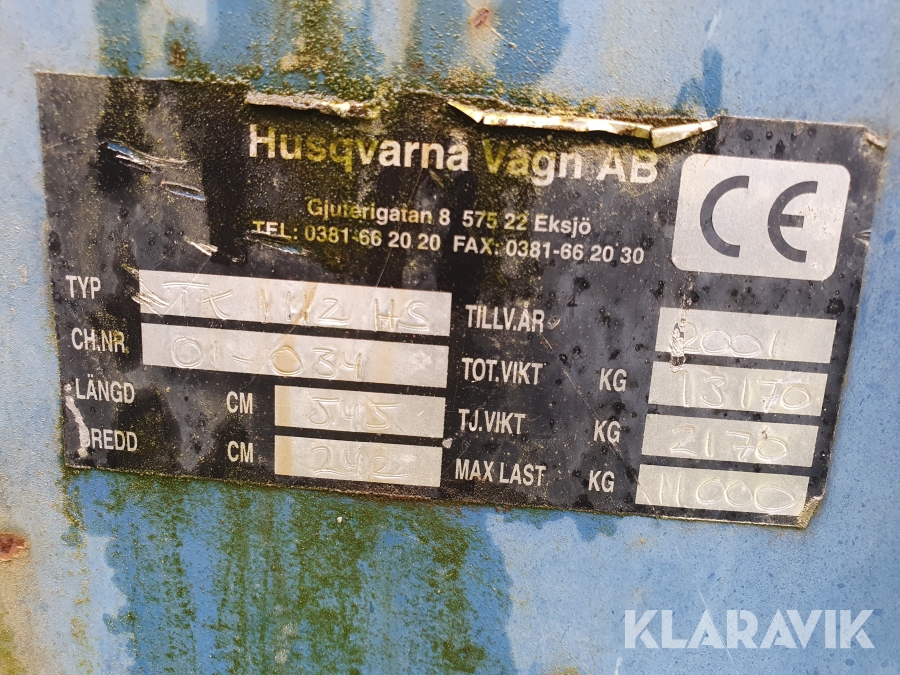 Husqvarna Vagn AB
Gjuterigatan 8 575 22 Eksjö
TEL: 0381-66 20 20 FAX: 0381-66 20 30
CE
TYP HS
CH.NR. 01-034
LÄNGD CM 545
BREDD CM 242
TILLV.ÅR 2001
TOT.VIKT KG 13170
TJ.VIKT KG 2170
MAX LAST KG 11000
KLARAVIK